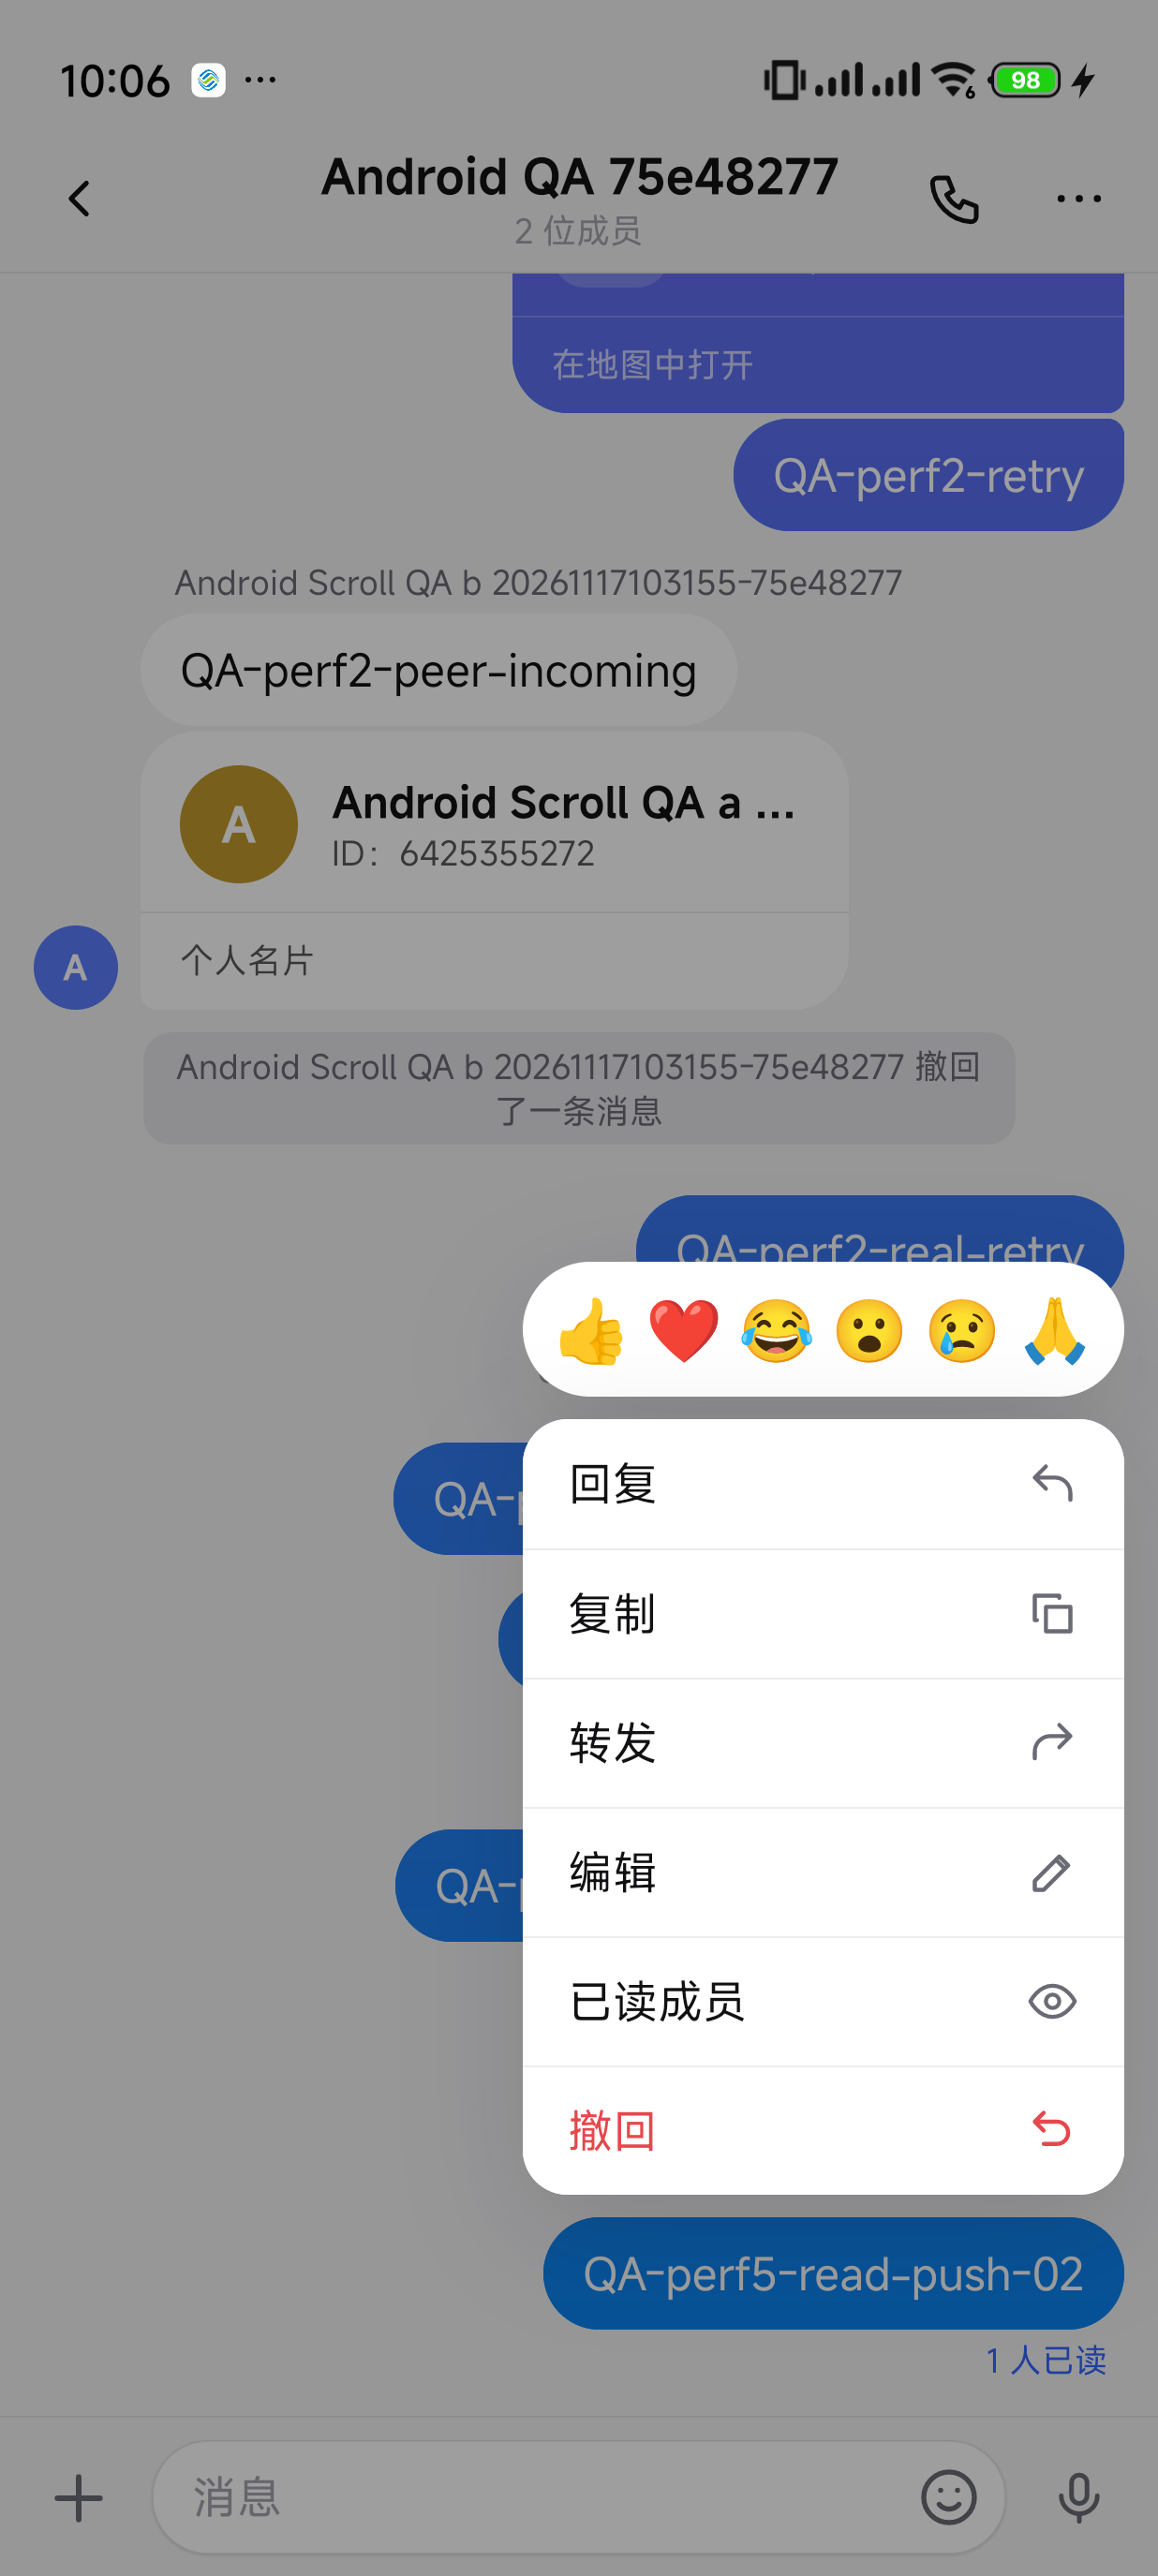 10:06
98
Android QA 75e48277
2 位成员
在地图中打开
QA-perf2-retry
Android Scroll QA b 20261117103155-75e48277
QA-perf2-peer-incoming
A
Android Scroll QA a ...
ID: 6425355272
A
个人名片
Android Scroll QA b 20261117103155-75e48277 撤回
了一条消息
QA-perf2-real-retry
回复
QA-
复制
转发
编辑
QA-
已读成员
撤回
QA-perf5-read-push-02
1 人已读
消息